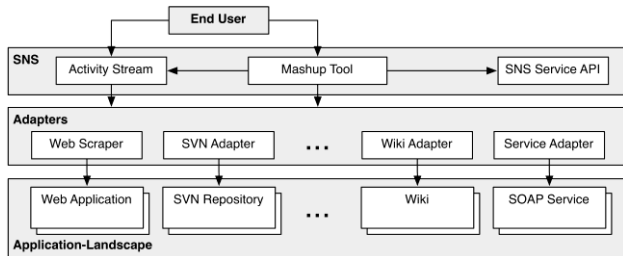 End User
SNS
Activity Stream
Mashup Tool
SNS Service API
Adapters
Web Scraper
SVN Adapter
...
Wiki Adapter
Service Adapter
Web Application
SVN Repository
...
Wiki
SOAP Service
Application-Landscape